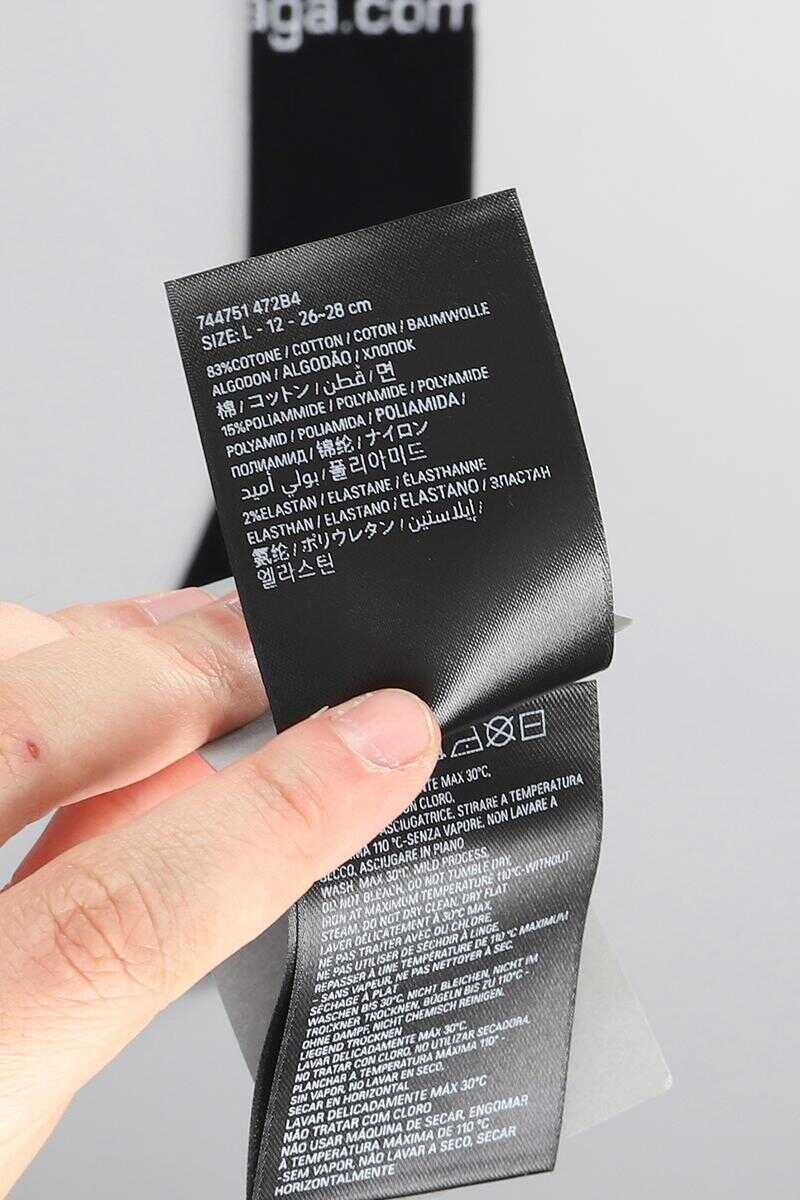 aga.com
744751 472B4
SIZE: L - 12 - 26~28 cm
83%COTONE / COTTON / COTON / BAUMWOLLE
ALGODON / ALGODÃO / ХЛОПОК
棉 / コットン / قطن / 면
15%POLIAMMIDE / POLYAMIDE / POLYAMIDE
POLYAMID / POLIAMIDA / POLIAMIDA /
ПОЛИАМИД / 锦纶 / ナイロン
بولي أميد / 폴리아미드
2%ELASTAN / ELASTANE / ÉLASTHANNE
ELASTHAN / ELASTANO / ELASTANO / ЭЛАСТАН
氨纶 / ポリウレタン / إيلاستين /
엘라스틴
TE MAX 30°C,
ON CLORO,
ASCIUGATRICE, STIRARE A TEMPERATURA
110 °C-SENZA VAPORE, NON LAVARE A
SECCO, ASCIUGARE IN PIANO
WASH, MAX 30°C, MILD PROCESS,
DO NOT BLEACH, DO NOT TUMBLE DRY,
IRON AT MAXIMUM TEMPERATURE 110°C-WITHOUT
STEAM, DO NOT DRY CLEAN, DRY FLAT
LAVER DÉLICATEMENT À 30°C MAX,
NE PAS TRAITER AVEC DU CHLORE,
NE PAS UTILISER DE SÉCHOIR À LINGE,
REPASSER À UNE TEMPÉRATURE DE 110 °C MAXIMUM
- SANS VAPEUR, NE PAS NETTOYER À SEC,
SÉCHAGE À PLAT
WASCHEN BIS 30°C, NICHT BLEICHEN, NICHT IM
TROCKNER TROCKNEN, BÜGELN BIS ZU 110°C -
OHNE DAMPF, NICHT CHEMISCH REINIGEN,
LIEGEND TROCKNEN
LAVAR DELICADAMENTE MÁX 30°C,
NO TRATAR CON CLORO, NO UTILIZAR SECADORA,
PLANCHAR A TEMPERATURA MÁXIMA 110° -
SIN VAPOR, NO LAVAR EN SECO,
SECAR EN HORIZONTAL
LAVAR DELICADAMENTE MÁX 30°C
NÃO TRATAR COM CLORO
NÃO USAR MÁQUINA DE SECAR, ENGOMAR
À TEMPERATURA MÁXIMA DE 110 °C
-SEM VAPOR, NÃO LAVAR A SECO, SECAR
HORIZONTALMENTE